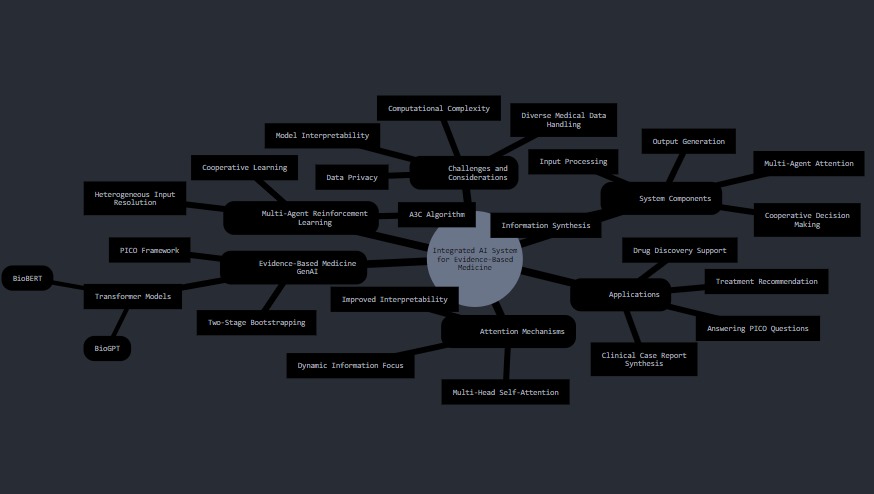 Computational Complexity
Diverse Medical Data
Handling
Model Interpretability
Output Generation
Input Processing
Multi-Agent Attention
Cooperative Learning
Challenges and
Considerations
Data Privacy
Heterogeneous Input
Resolution
System Components
Multi-Agent Reinforcement
Learning
A3C Algorithm
Information Synthesis
Cooperative Decision
Making
PICO Framework
Integrated AI System
for Evidence-Based
Medicine
Drug Discovery Support
Evidence-Based Medicine
GenAI
BioBERT
Treatment Recommendation
Transformer Models
Improved Interpretability
Applications
Two-Stage Bootstrapping
Attention Mechanisms
Answering PICO Questions
BioGPT
Clinical Case Report
Synthesis
Dynamic Information Focus
Multi-Head Self-Attention